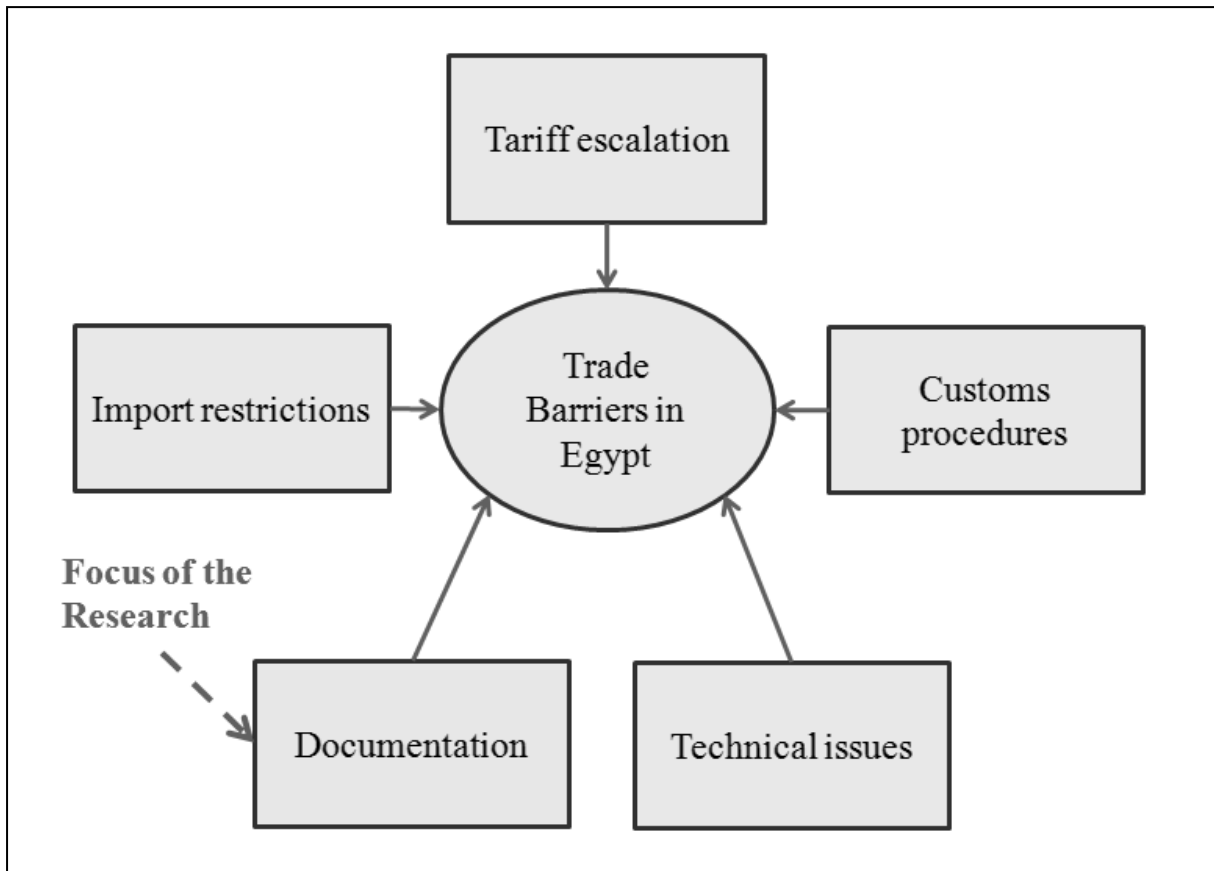 Tariff escalation
Import restrictions
Trade
Barriers in
Egypt
Customs
procedures
Focus of the
Research
Documentation
Technical issues